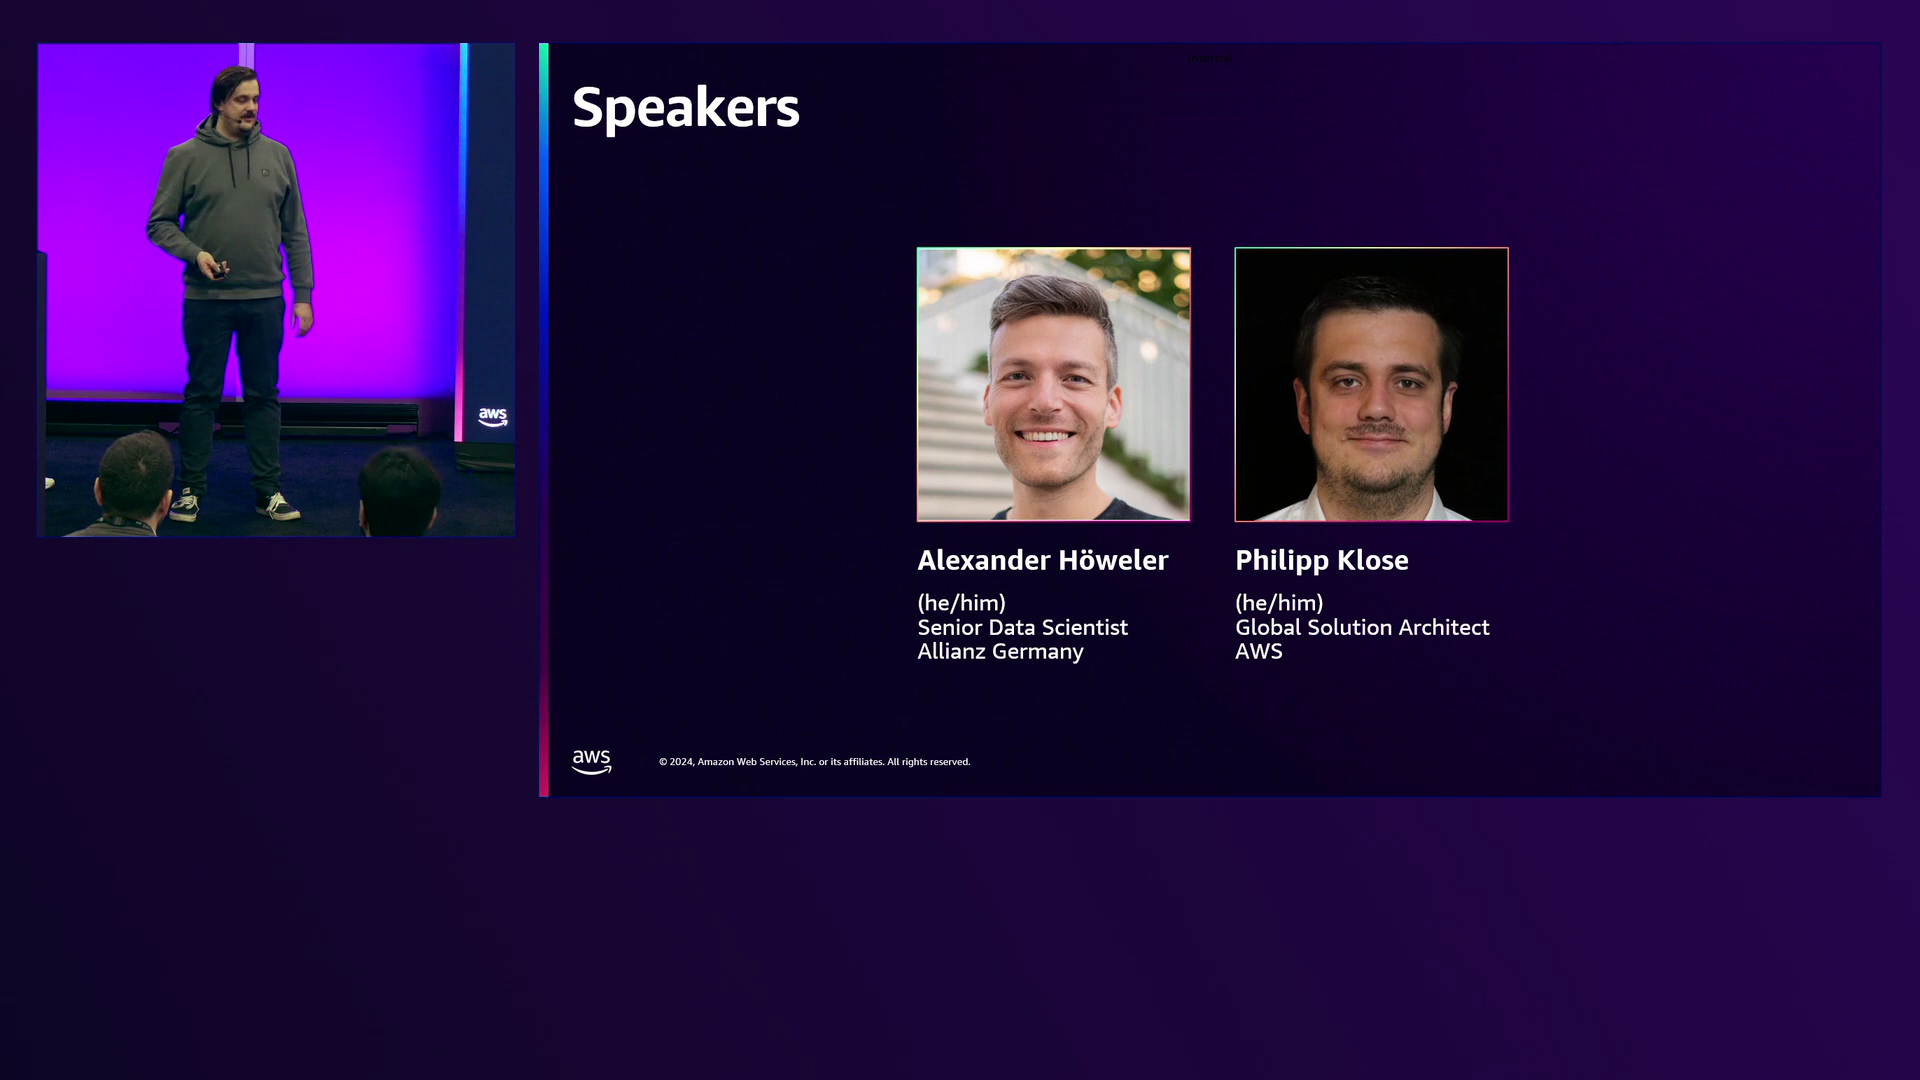 aws
Internal
Speakers
Alexander Höweler
(he/him)
Senior Data Scientist
Allianz Germany
Philipp Klose
(he/him)
Global Solution Architect
AWS
aws
© 2024, Amazon Web Services, Inc. or its affiliates. All rights reserved.